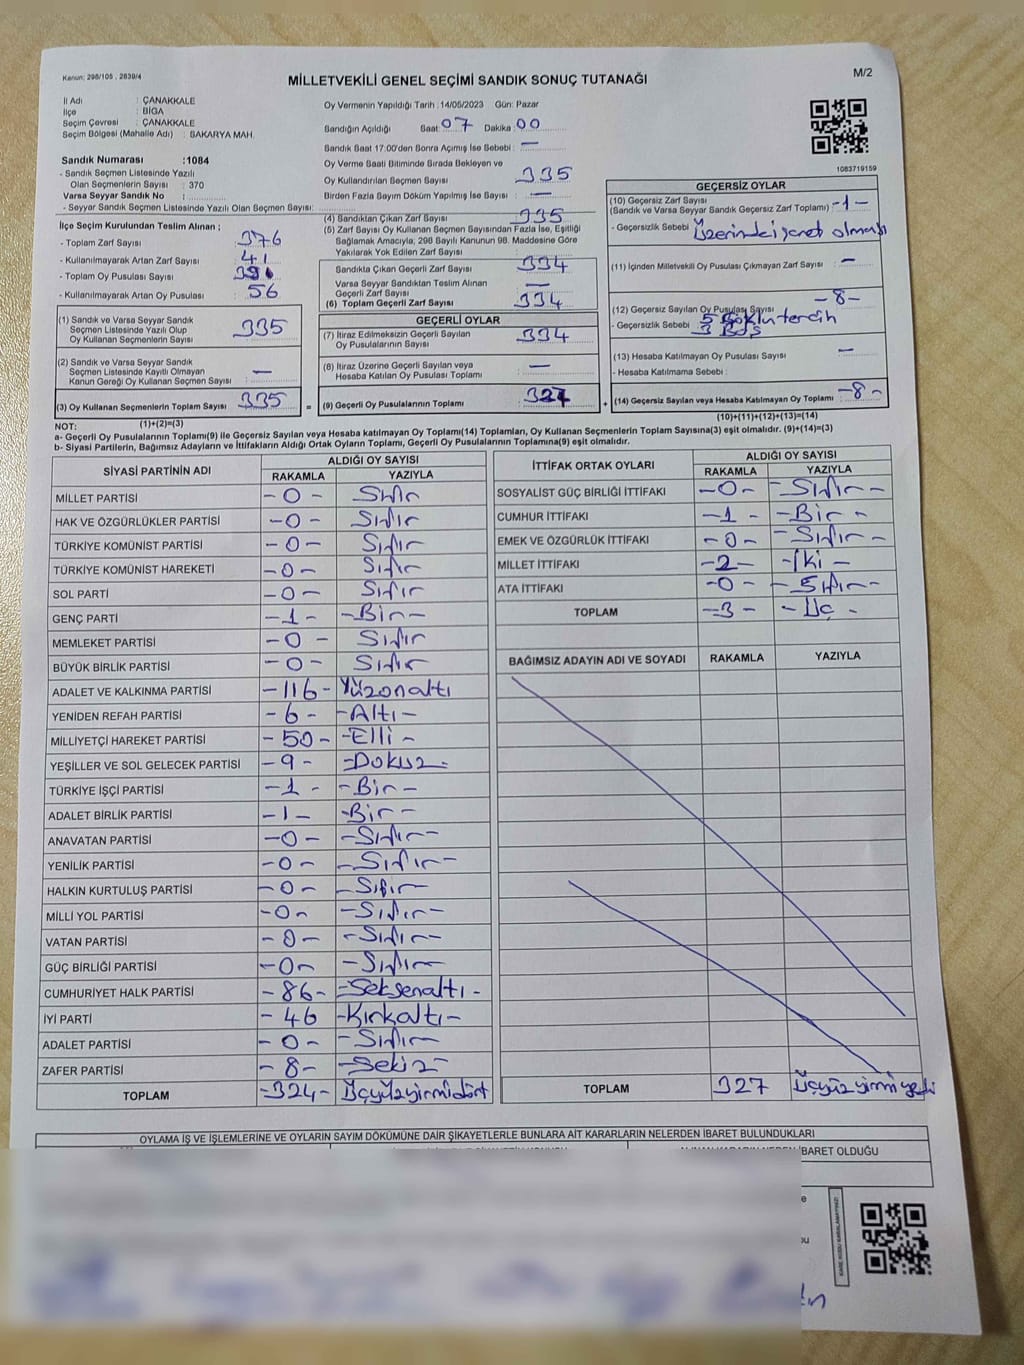 Kanun: 298/105 , 2839/4
MİLLETVEKİLİ GENEL SEÇİMİ SANDIK SONUÇ TUTANAĞI
M/2
İl Adı : ÇANAKKALE
İlçe : BİGA
Seçim Çevresi : ÇANAKKALE
Seçim Bölgesi (Mahalle Adı) : SAKARYA MAH.
Sandık Numarası :1084
- Sandık Seçmen Listesinde Yazılı
Olan Seçmenlerin Sayısı : 370
Varsa Seyyar Sandık No :
- Seyyar Sandık Seçmen Listesinde Yazılı Olan Seçmen Sayısı:
Oy Vermenin Yapıldığı Tarih :14/05/2023 Gün: Pazar
Sandığın Açıldığı Saat: 07 Dakika: 00
Sandık Saat 17:00'den Sonra Açılmış İse Sebebi : —
Oy Verme Saati Bitiminde Sırada Bekleyen ve
Oy Kullandırılan Seçmen Sayısı : 335
Birden Fazla Sayım Döküm Yapılmış İse Sayısı : —
1083719159
İlçe Seçim Kurulundan Teslim Alınan ;
- Toplam Zarf Sayısı : 376
- Kullanılmayarak Artan Zarf Sayısı : 41
- Toplam Oy Pusulası Sayısı :
- Kullanılmayarak Artan Oy Pusulası : 56
(1) Sandık ve Varsa Seyyar Sandık
Seçmen Listesinde Yazılı Olup
Oy Kullanan Seçmenlerin Sayısı : 335
(2) Sandık ve Varsa Seyyar Sandık
Seçmen Listesinde Kayıtlı Olmayan
Kanun Gereği Oy Kullanan Seçmen Sayısı : —
(3) Oy Kullanan Seçmenlerin Toplam Sayısı : 335
(1)+(2)=(3)
(4) Sandıktan Çıkan Zarf Sayısı : 335
(5) Zarf Sayısı Oy Kullanan Seçmen Sayısından Fazla İse, Eşitliği
Sağlamak Amacıyla; 298 Sayılı Kanunun 98. Maddesine Göre
Yakılarak Yok Edilen Zarf Sayısı :
Sandıkta Çıkan Geçerli Zarf Sayısı : 334
Varsa Seyyar Sandıktan Teslim Alınan
Geçerli Zarf Sayısı : —
(6) Toplam Geçerli Zarf Sayısı : 334
GEÇERLİ OYLAR
(7) İtiraz Edilmeksizin Geçerli Sayılan
Oy Pusulalarının Sayısı : 334
(8) İtiraz Üzerine Geçerli Sayılan veya
Hesaba Katılan Oy Pusulası Toplamı : —
= (9) Geçerli Oy Pusulalarının Toplamı : 327
GEÇERSİZ OYLAR
(10) Geçersiz Zarf Sayısı
(Sandık ve Varsa Seyyar Sandık Geçersiz Zarf Toplamı) : -1-
- Geçersizlik Sebebi : Üzerinde işaret olması
(11) İçinden Milletvekili Oy Pusulası Çıkmayan Zarf Sayısı : —
(12) Geçersiz Sayılan Oy Pusulası Sayısı : -8-
- Geçersizlik Sebebi : 5 Çoklu tercih
3 Boş
(13) Hesaba Katılmayan Oy Pusulası Sayısı : —
- Hesaba Katılmama Sebebi :
+ (14) Geçersiz Sayılan veya Hesaba Katılmayan Oy Toplamı : -8-
(10)+(11)+(12)+(13)=(14)
NOT:
a- Geçerli Oy Pusulalarının Toplamı(9) ile Geçersiz Sayılan veya Hesaba katılmayan Oy Toplamı(14) Toplamları, Oy Kullanan Seçmenlerin Toplam Sayısına(3) eşit olmalıdır. (9)+(14)=(3)
b- Siyasi Partilerin, Bağımsız Adayların ve İttifakların Aldığı Ortak Oyların Toplamı, Geçerli Oy Pusulalarının Toplamına(9) eşit olmalıdır.
SİYASİ PARTİNİN ADI ALDIĞI OY SAYISI
RAKAMLA YAZIYLA
MİLLET PARTİSİ -0- Sıfır
HAK VE ÖZGÜRLÜKLER PARTİSİ -0- Sıfır
TÜRKİYE KOMÜNİST PARTİSİ -0- Sıfır
TÜRKİYE KOMÜNİST HAREKETİ -0- Sıfır
SOL PARTİ -0- Sıfır
GENÇ PARTİ -1- -Bir-
MEMLEKET PARTİSİ -0- Sıfır
BÜYÜK BİRLİK PARTİSİ -0- Sıfır
ADALET VE KALKINMA PARTİSİ -116- Yüzonaltı
YENİDEN REFAH PARTİSİ -6- -Altı-
MİLLİYETÇİ HAREKET PARTİSİ -50- -Elli-
YEŞİLLER VE SOL GELECEK PARTİSİ -9- -Dokuz-
TÜRKİYE İŞÇİ PARTİSİ -1- -Bir-
ADALET BİRLİK PARTİSİ -1- -Bir-
ANAVATAN PARTİSİ -0- -Sıfır-
YENİLİK PARTİSİ -0- -Sıfır-
HALKIN KURTULUŞ PARTİSİ -0- -Sıfır-
MİLLİ YOL PARTİSİ -0- -Sıfır-
VATAN PARTİSİ -0- -Sıfır-
GÜÇ BİRLİĞİ PARTİSİ -0- -Sıfır-
CUMHURİYET HALK PARTİSİ -86- -Seksenaltı-
İYİ PARTİ -46 -Kırkaltı-
ADALET PARTİSİ -0- -Sıfır-
ZAFER PARTİSİ -8- -Sekiz-
TOPLAM -324- Üçyüzyirmidört
İTTİFAK ORTAK OYLARI ALDIĞI OY SAYISI
RAKAMLA YAZIYLA
SOSYALİST GÜÇ BİRLİĞİ İTTİFAKI -0- -Sıfır-
CUMHUR İTTİFAKI -1- -Bir-
EMEK VE ÖZGÜRLÜK İTTİFAKI -0- -Sıfır-
MİLLET İTTİFAKI -2- -İki-
ATA İTTİFAKI -0- -Sıfır-
TOPLAM -3- -Üç-
BAĞIMSIZ ADAYIN ADI VE SOYADI RAKAMLA YAZIYLA
TOPLAM 327 Üçyüzyirmiyedi
OYLAMA İŞ VE İŞLEMLERİNE VE OYLARIN SAYIM DÖKÜMÜNE DAİR ŞİKAYETLERLE BUNLARA AİT KARARLARIN NELERDEN İBARET BULUNDUKLARI
İBARET OLDUĞU
KARE KODU KARALAMAYINIZ!